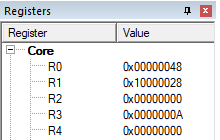 Registers
Register Value
Core
R0 0x00000048
R1 0x10000028
R2 0x00000000
R3 0x0000000A
R4 0x00000000